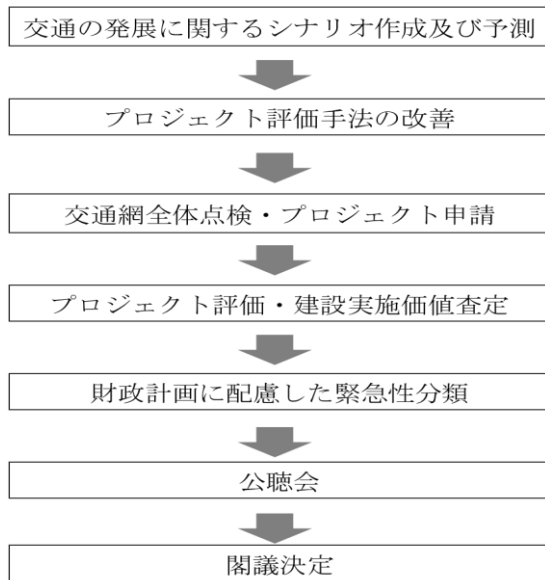 交通の発展に関するシナリオ作成及び予測
プロジェクト評価手法の改善
交通網全体点検・プロジェクト申請
プロジェクト評価・建設実施価値査定
財政計画に配慮した緊急性分類
公聴会
閣議決定